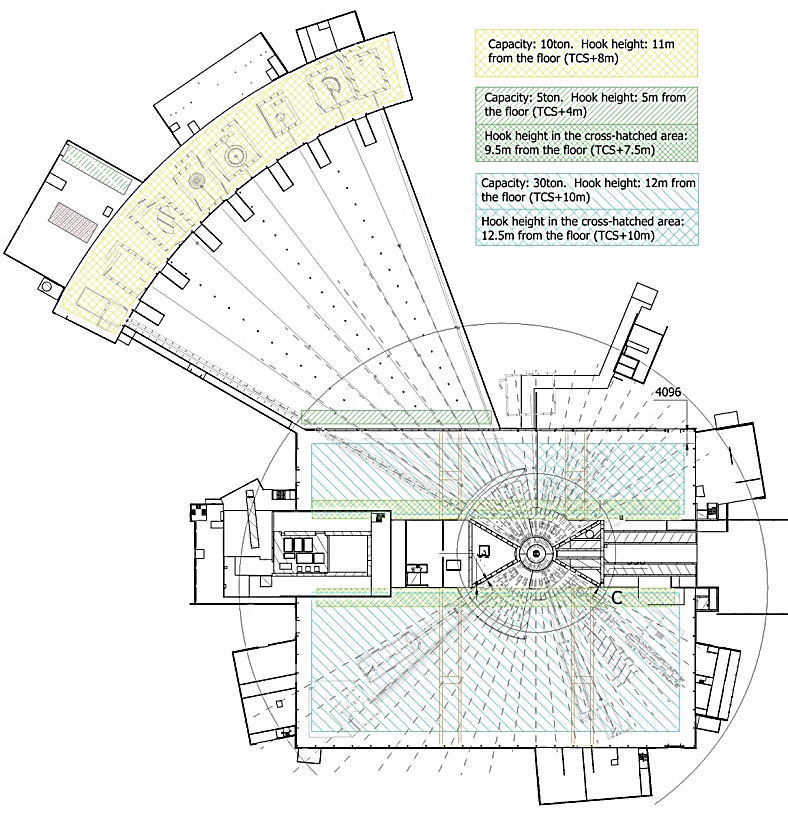 Capacity: 10ton. Hook height: 11m
from the floor (TCS+8m)
Capacity: 5ton. Hook height: 5m from
the floor (TCS+4m)
Hook height in the cross-hatched area:
9.5m from the floor (TCS+7.5m)
Capacity: 30ton. Hook height: 12m from
the floor (TCS+10m)
Hook height in the cross-hatched area:
12.5m from the floor (TCS+10m)
4096
C